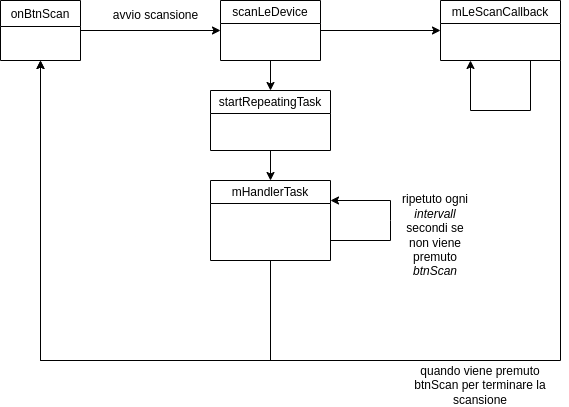 onBtnScan
avvio scansione
scanLeDevice
mLeScanCallback
startRepeatingTask
mHandlerTask
ripetuto ogni
intervall
secondi se
non viene
premuto
btnScan
quando viene premuto
btnScan per terminare la
scansione